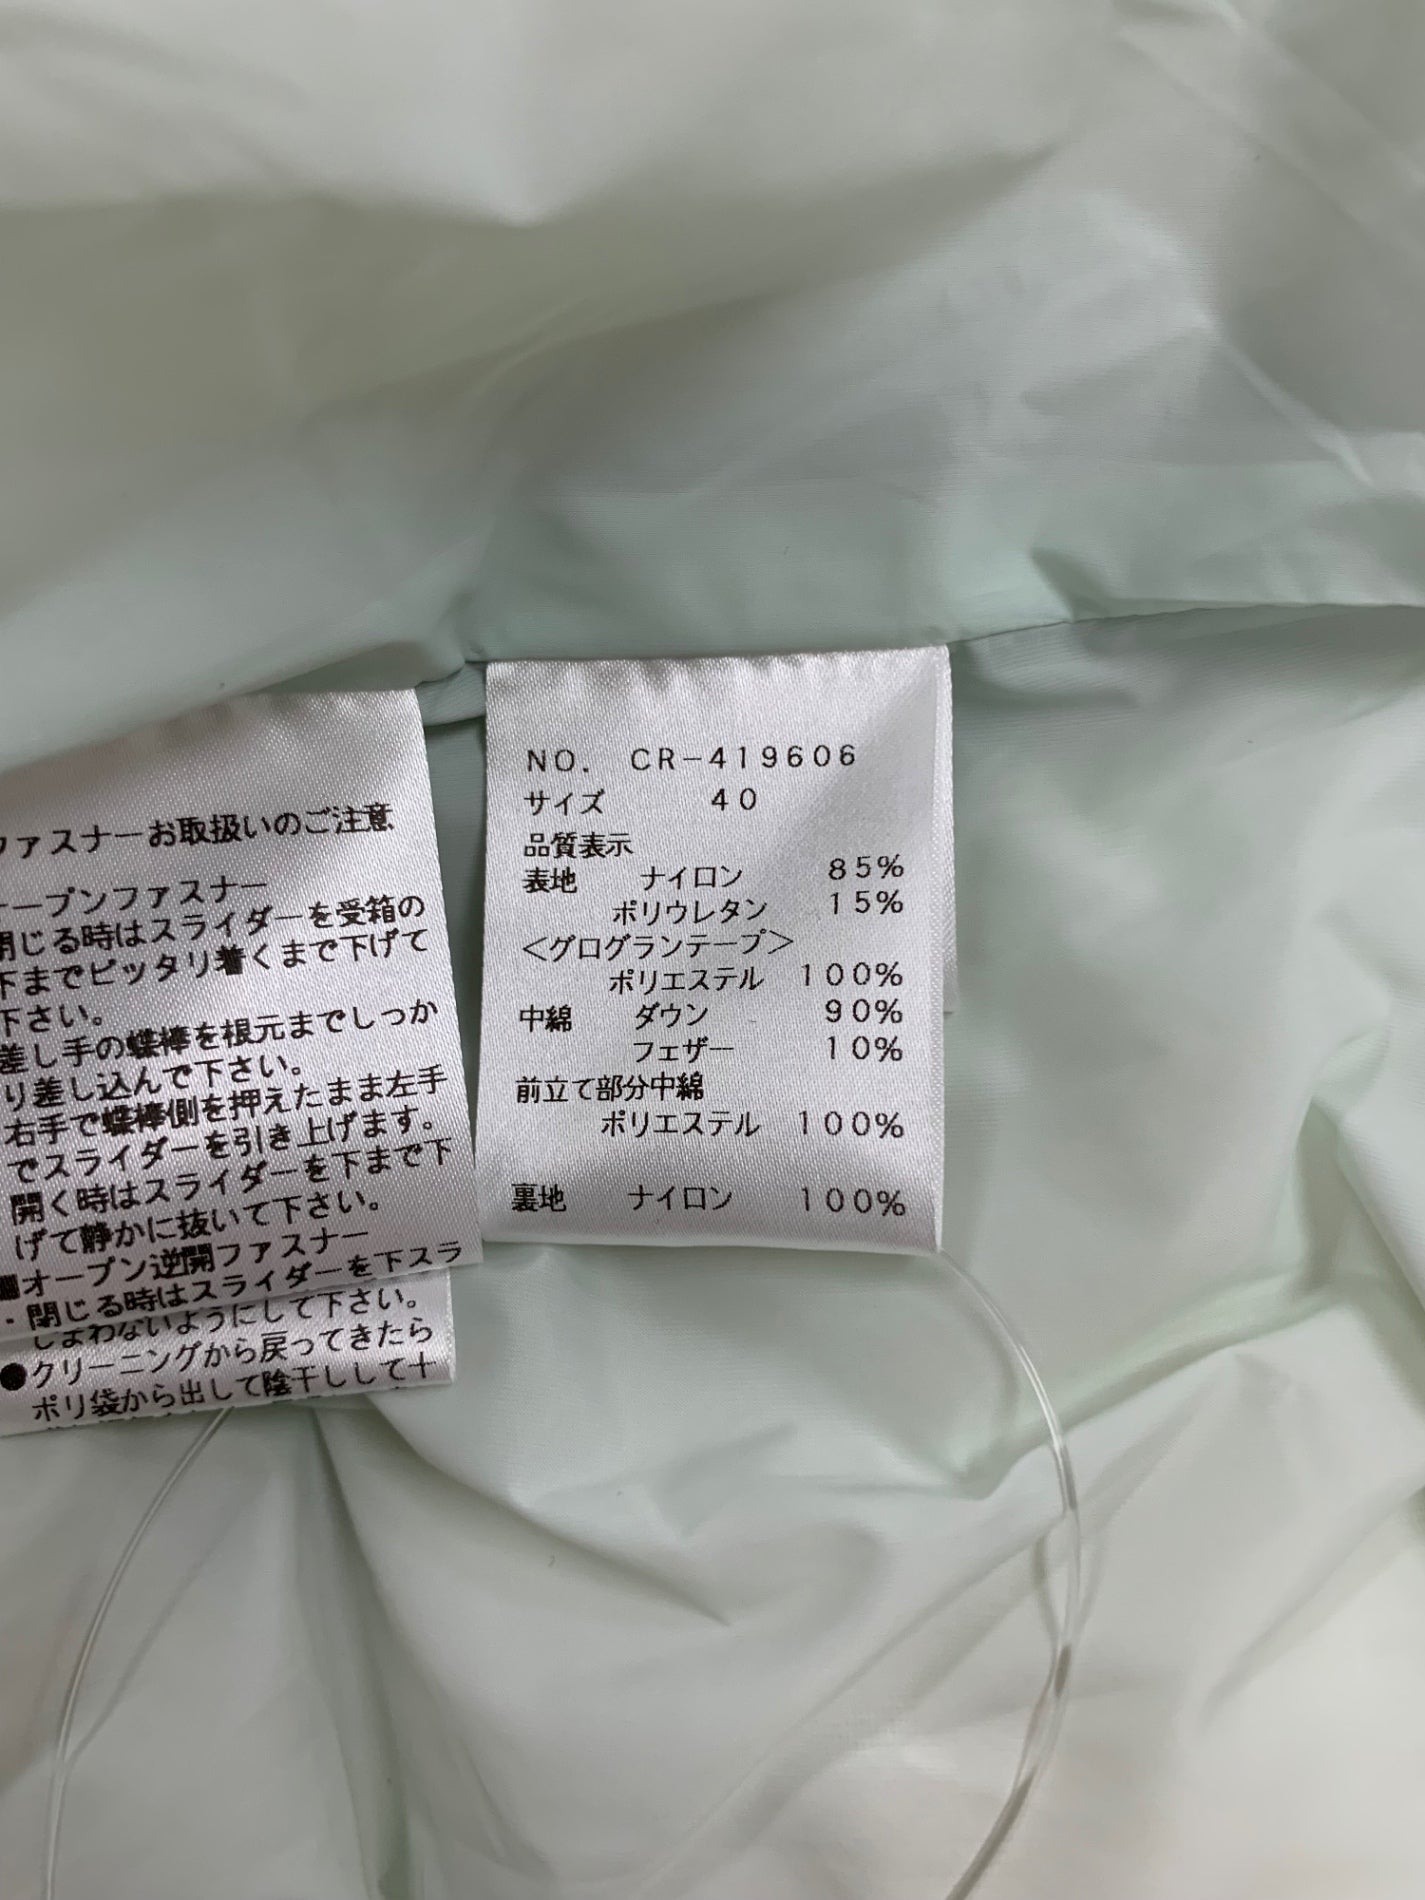 ファスナーお取扱いのご注意
オープンファスナー
閉じる時はスライダーを受箱の
下までピッタリ着くまで下げて
下さい。
差し手の蝶棒を根元までしっか
り差し込んで下さい。
右手で蝶棒側を押えたまま左手
でスライダーを引き上げます。
開く時はスライダーを下まで下
げて静かに抜いて下さい。
■オープン逆開ファスナー
・閉じる時はスライダーを下スラ
しまわないようにして下さい。
●クリーニングから戻ってきたら
ポリ袋から出して陰干しして十
NO. CR-419606
サイズ 40
品質表示
表地 ナイロン 85%
ポリウレタン 15%
<グログランテープ>
ポリエステル 100%
中綿 ダウン 90%
フェザー 10%
前立て部分中綿
ポリエステル 100%
裏地 ナイロン 100%